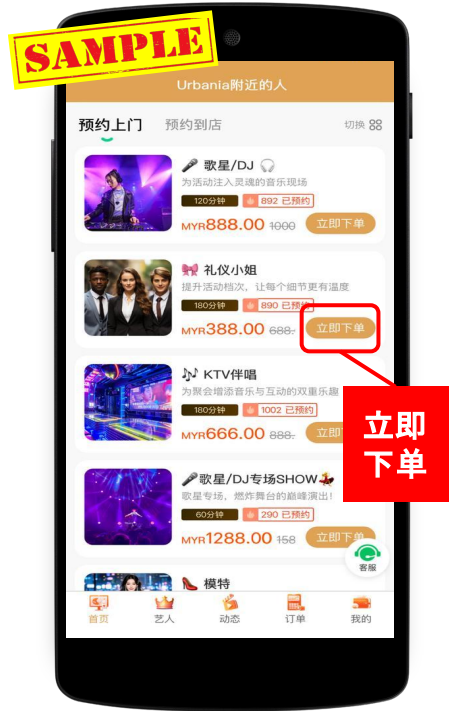 SAMPLE
Urbania附近的人
预约上门 预约到店 切换
歌星/DJ
为活动注入灵魂的音乐现场
120分钟 892 已预约
MYR888.00 1000 立即下单
礼仪小姐
提升活动档次，让每个细节更有温度
180分钟 890 已预约
MYR388.00 688. 立即下单
KTV伴唱
为聚会增添音乐与互动的双重乐趣
180分钟 1002 已预约
MYR666.00 888. 立即
立即
下单
歌星/DJ专场SHOW
歌星专场，燃炸舞台的巅峰演出！
60分钟 290 已预约
MYR1288.00 158 立即下单
客服
模特
首页 艺人 动态 订单 我的